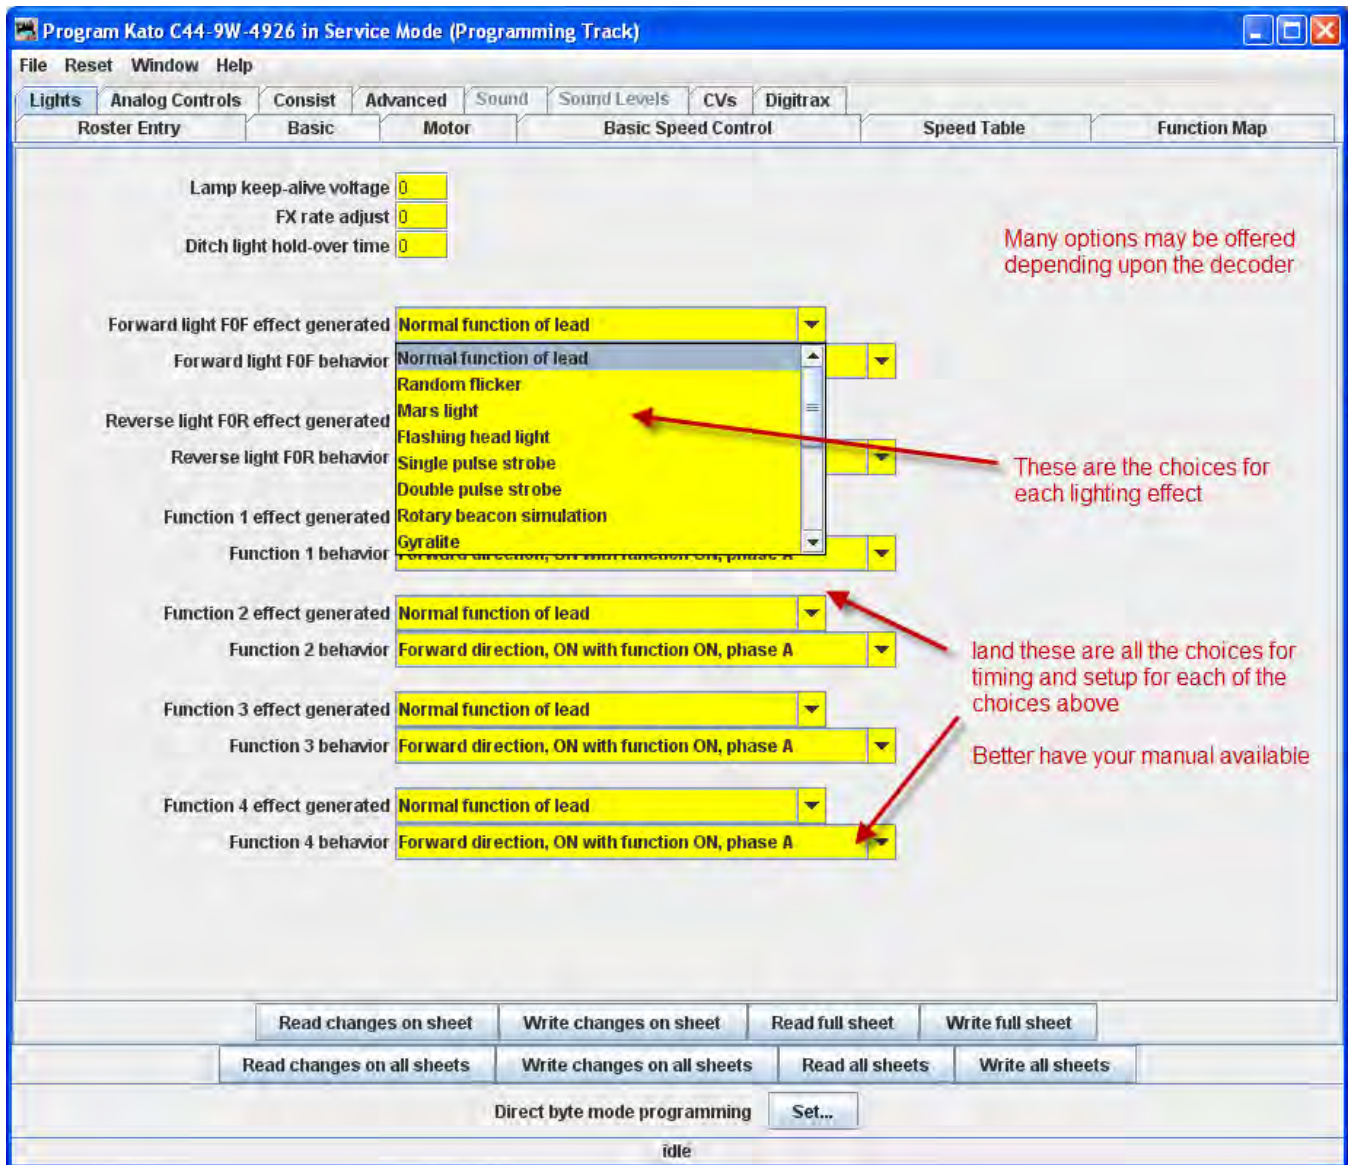 Program Kato C44-9W-4926 in Service Mode (Programming Track)
File Reset Window Help
Lights Analog Controls Consist Advanced Sound Sound Levels CVs Digitrax
Roster Entry Basic Motor Basic Speed Control Speed Table Function Map
Lamp keep-alive voltage 0
FX rate adjust 0
Ditch light hold-over time 0
Many options may be offered
depending upon the decoder
Forward light F0F effect generated Normal function of lead
Forward light F0F behavior
Normal function of lead
Random flicker
Mars light
Flashing head light
Single pulse strobe
Double pulse strobe
Rotary beacon simulation
Gyralite
Reverse light F0R effect generated
Reverse light F0R behavior
These are the choices for
each lighting effect
Function 1 effect generated
Function 1 behavior Forward direction, ON with function ON, phase A
Function 2 effect generated Normal function of lead
Function 2 behavior Forward direction, ON with function ON, phase A
land these are all the choices for
timing and setup for each of the
choices above
Better have your manual available
Function 3 effect generated Normal function of lead
Function 3 behavior Forward direction, ON with function ON, phase A
Function 4 effect generated Normal function of lead
Function 4 behavior Forward direction, ON with function ON, phase A
Read changes on sheet Write changes on sheet Read full sheet Write full sheet
Read changes on all sheets Write changes on all sheets Read all sheets Write all sheets
Direct byte mode programming Set...
idle